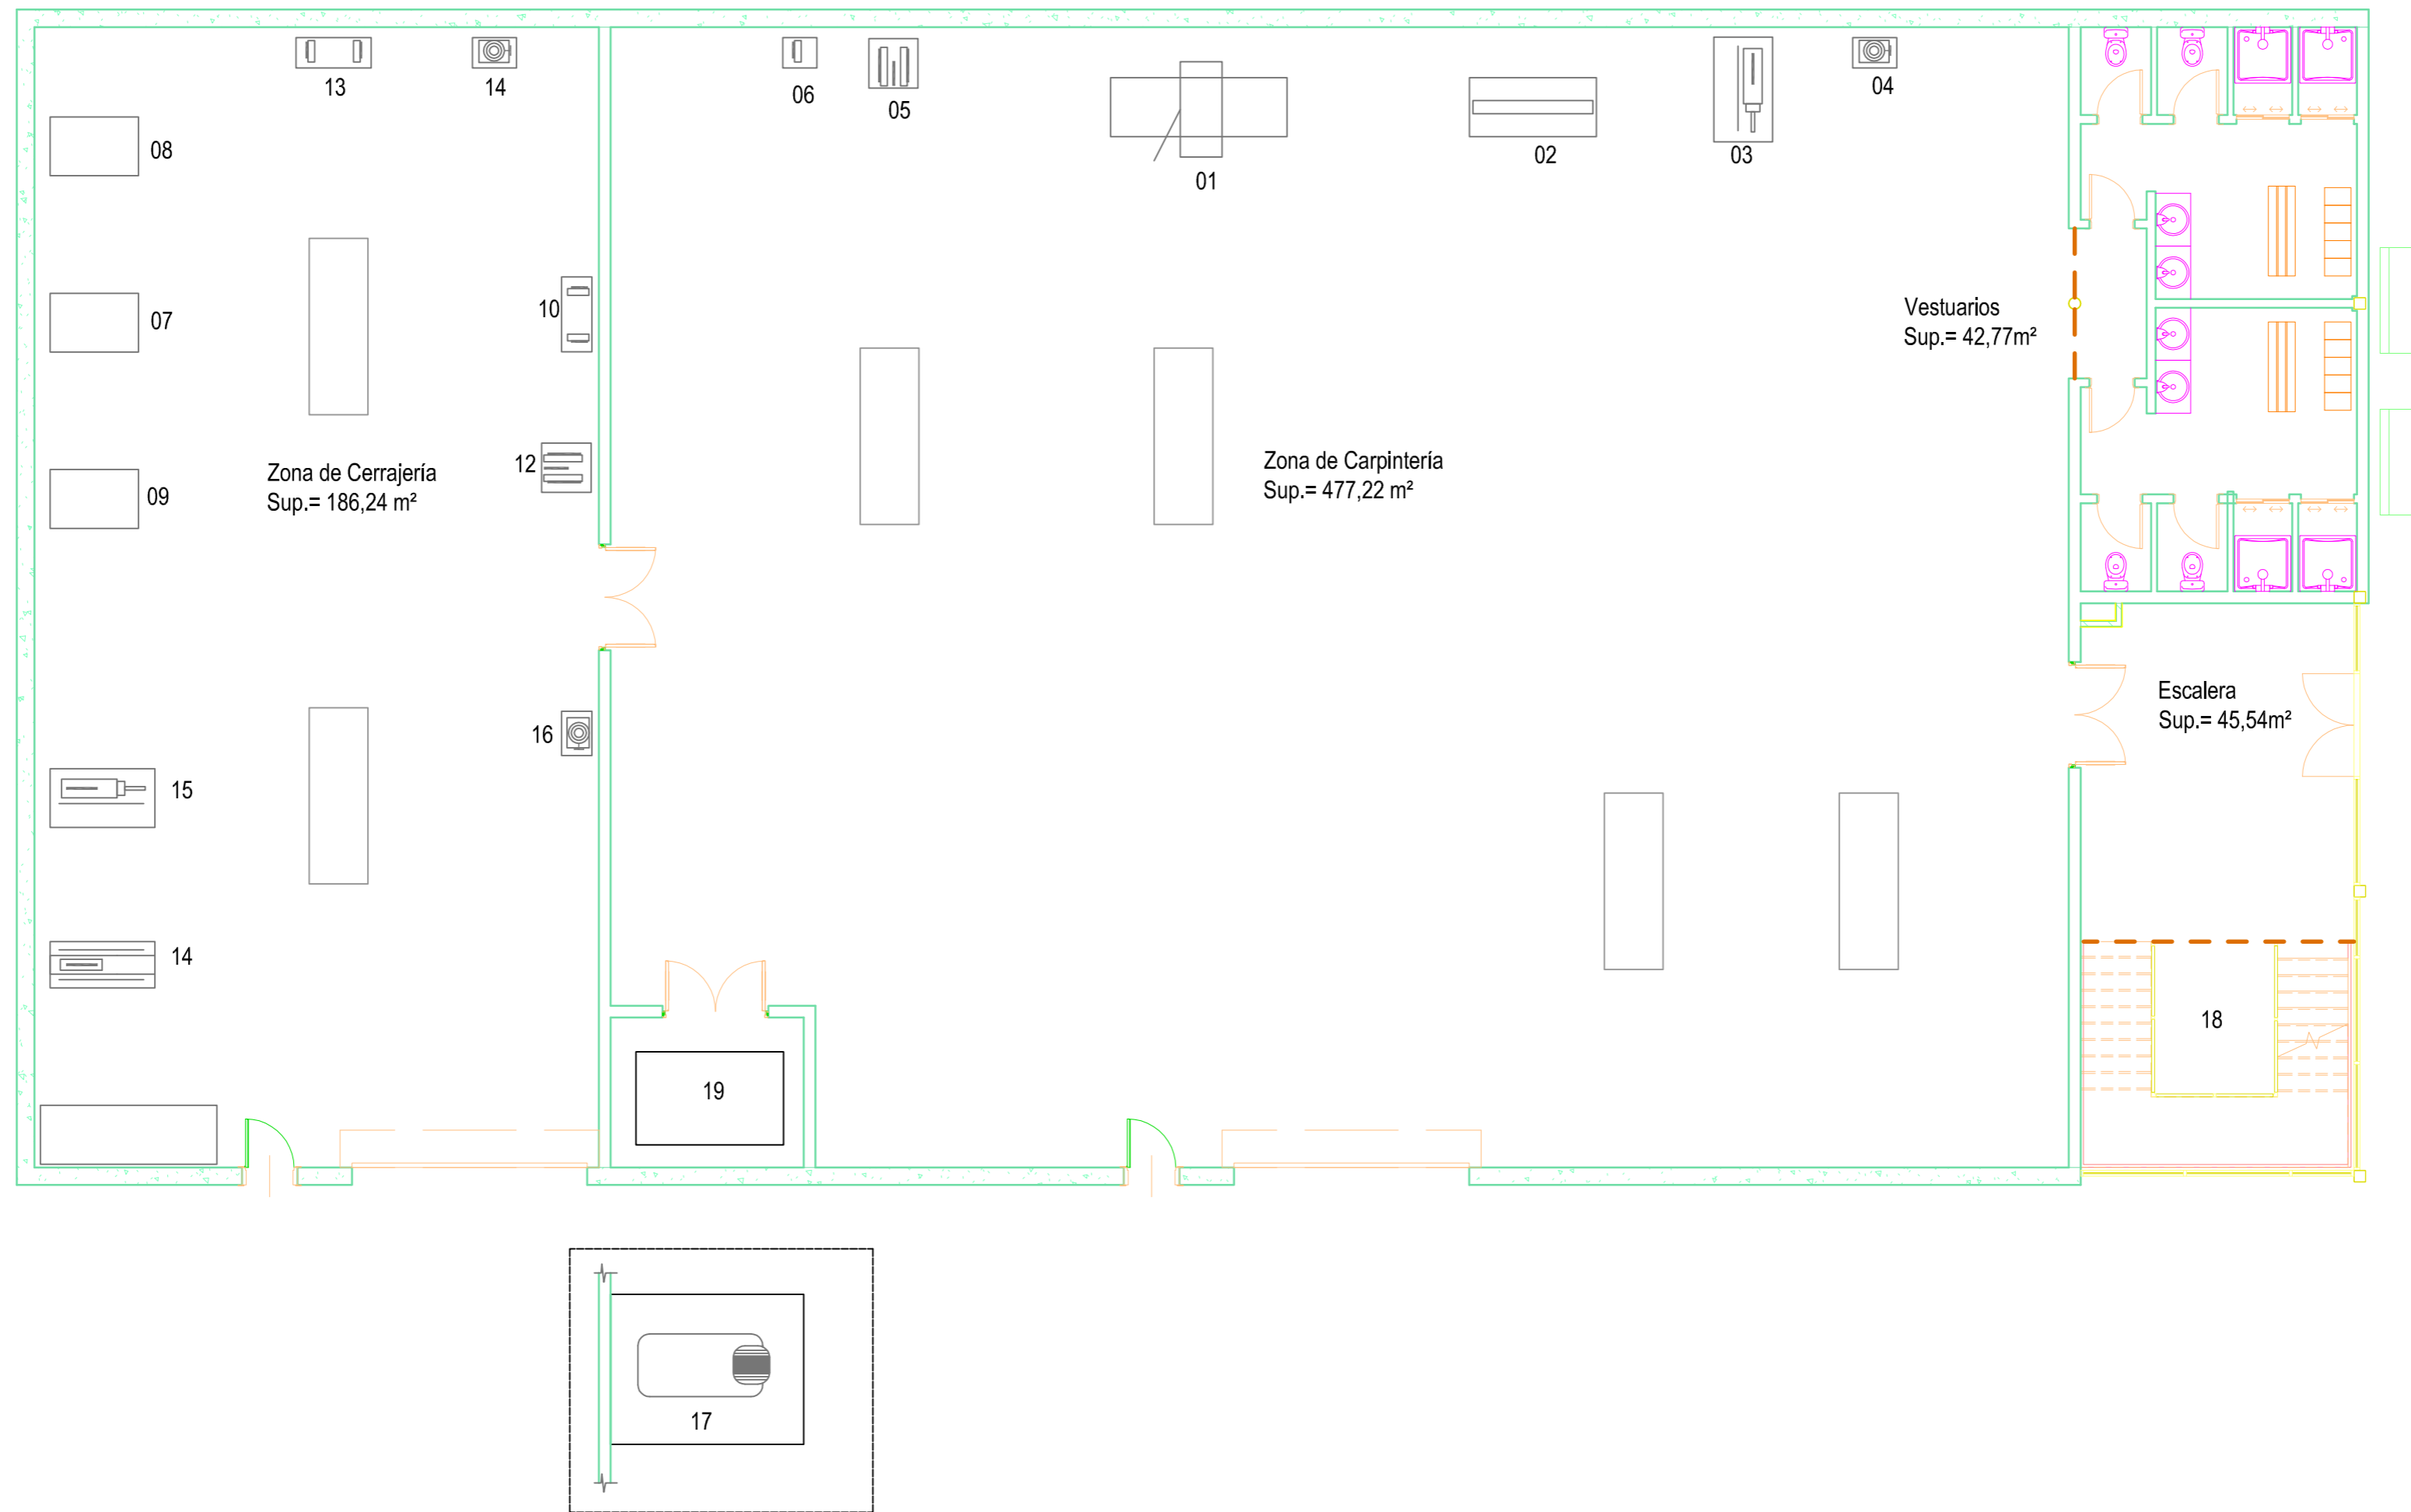 13
14
06
05
04
08
01
02
03
07
10
Vestuarios
Sup.= 42,77m²
09
Zona de Cerrajería
Sup.= 186,24 m²
12
Zona de Carpintería
Sup.= 477,22 m²
16
Escalera
Sup.= 45,54m²
15
14
18
19
17